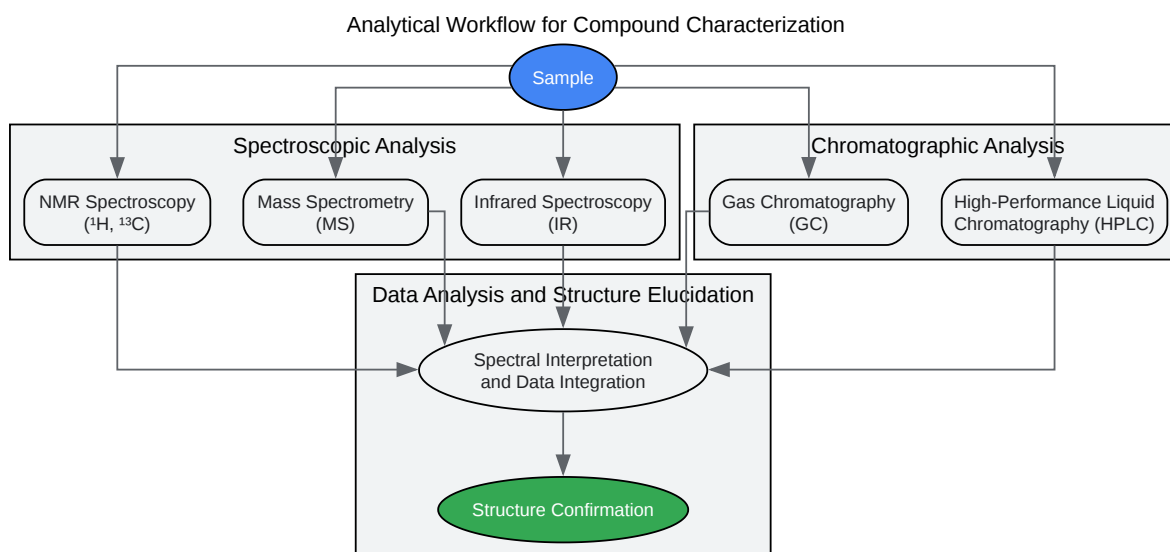 Analytical Workflow for Compound Characterization
Sample
Spectroscopic Analysis
Chromatographic Analysis
NMR Spectroscopy
(¹H, ¹³C)
Mass Spectrometry
(MS)
Infrared Spectroscopy
(IR)
Gas Chromatography
(GC)
High-Performance Liquid
Chromatography (HPLC)
Data Analysis and Structure Elucidation
Spectral Interpretation
and Data Integration
Structure Confirmation